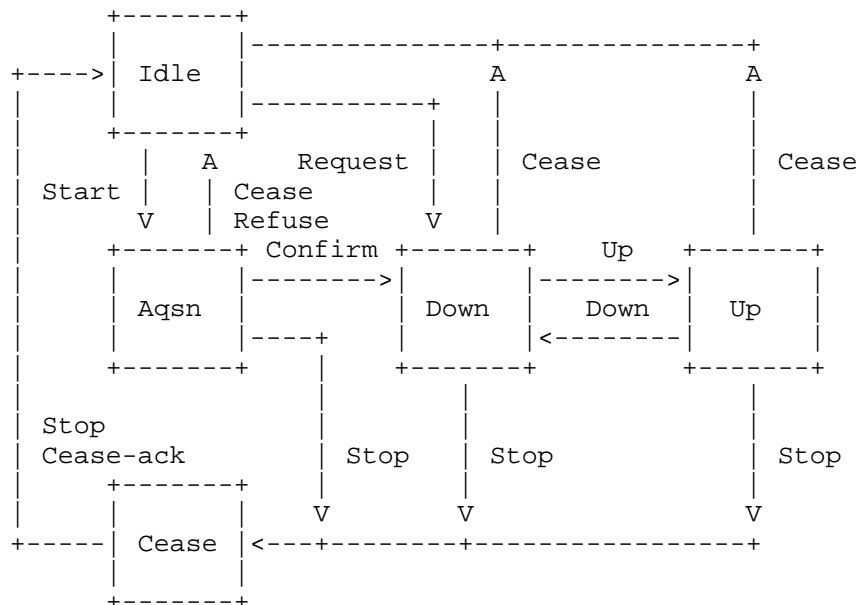 Idle
Request Cease Cease
Start Cease
Refuse
Confirm Up
Aqsn Down Down Up
Stop
Cease-ack Stop Stop Stop
Cease